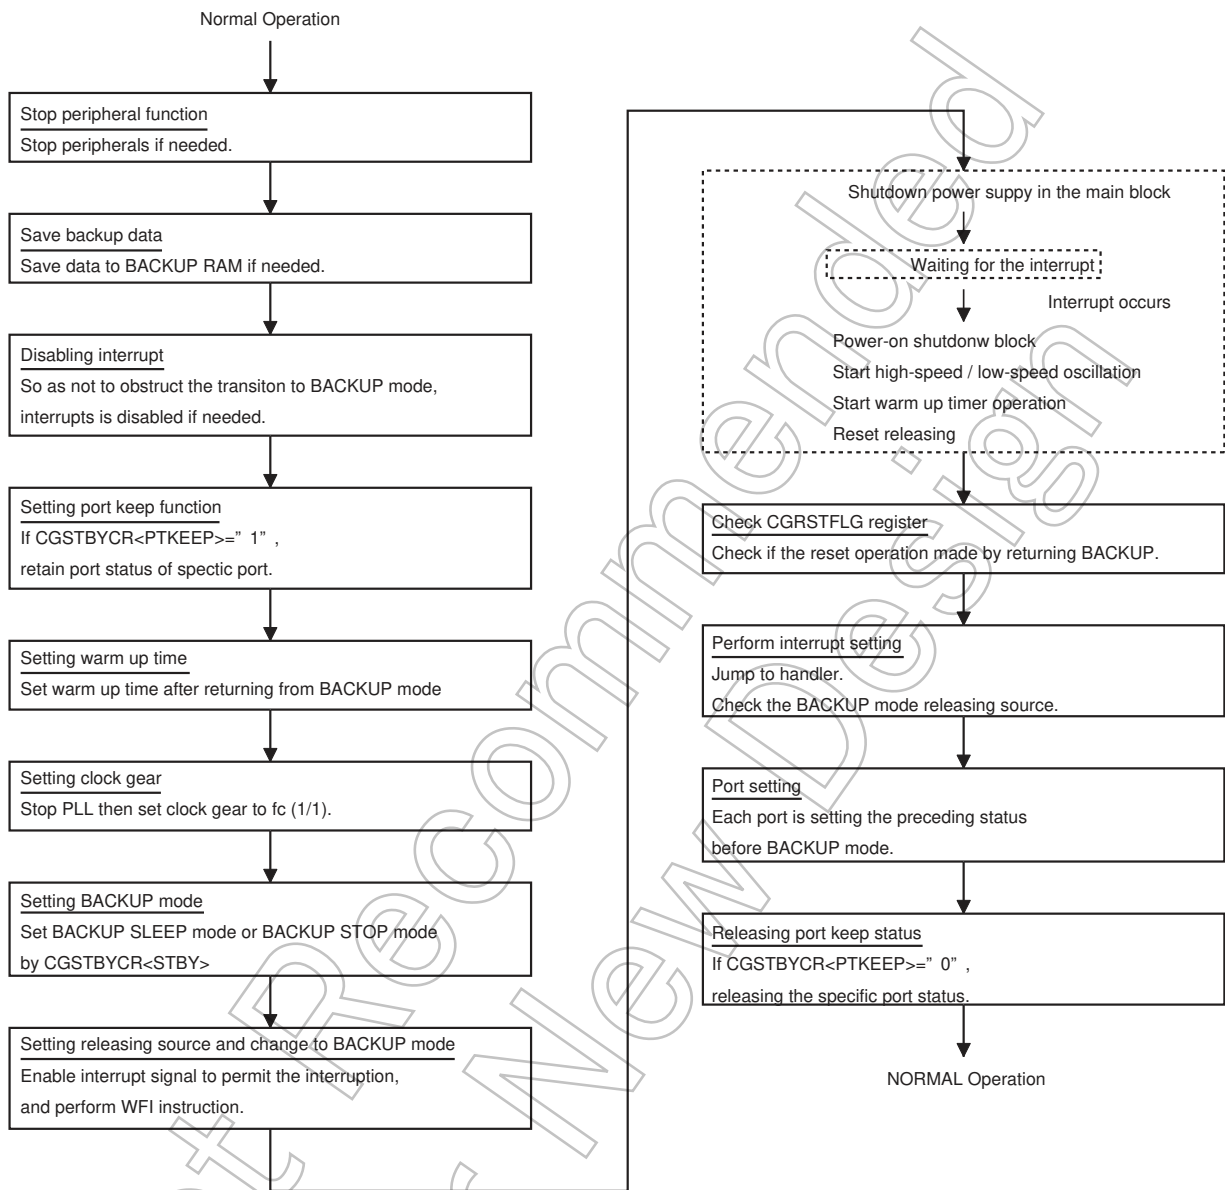 Normal Operation
Stop peripheral function
Stop peripherals if needed.
Save backup data
Save data to BACKUP RAM if needed.
Disabling interrupt
So as not to obstruct the transiton to BACKUP mode,
interrupts is disabled if needed.
Setting port keep function
If CGSTBYCR<PTKEEP>=” 1” ,
retain port status of spectic port.
Setting warm up time
Set warm up time after returning from BACKUP mode
Setting clock gear
Stop PLL then set clock gear to fc (1/1).
Setting BACKUP mode
Set BACKUP SLEEP mode or BACKUP STOP mode
by CGSTBYCR<STBY>
Setting releasing source and change to BACKUP mode
Enable interrupt signal to permit the interruption,
and perform WFI instruction.
Shutdown power suppy in the main block
Waiting for the interrupt
Interrupt occurs
Power-on shutdonw block
Start high-speed / low-speed oscillation
Start warm up timer operation
Reset releasing
Check CGRSTFLG register
Check if the reset operation made by returning BACKUP.
Perform interrupt setting
Jump to handler.
Check the BACKUP mode releasing source.
Port setting
Each port is setting the preceding status
before BACKUP mode.
Releasing port keep status
If CGSTBYCR<PTKEEP>=” 0” ,
releasing the specific port status.
NORMAL Operation
t Recommended
r New Design